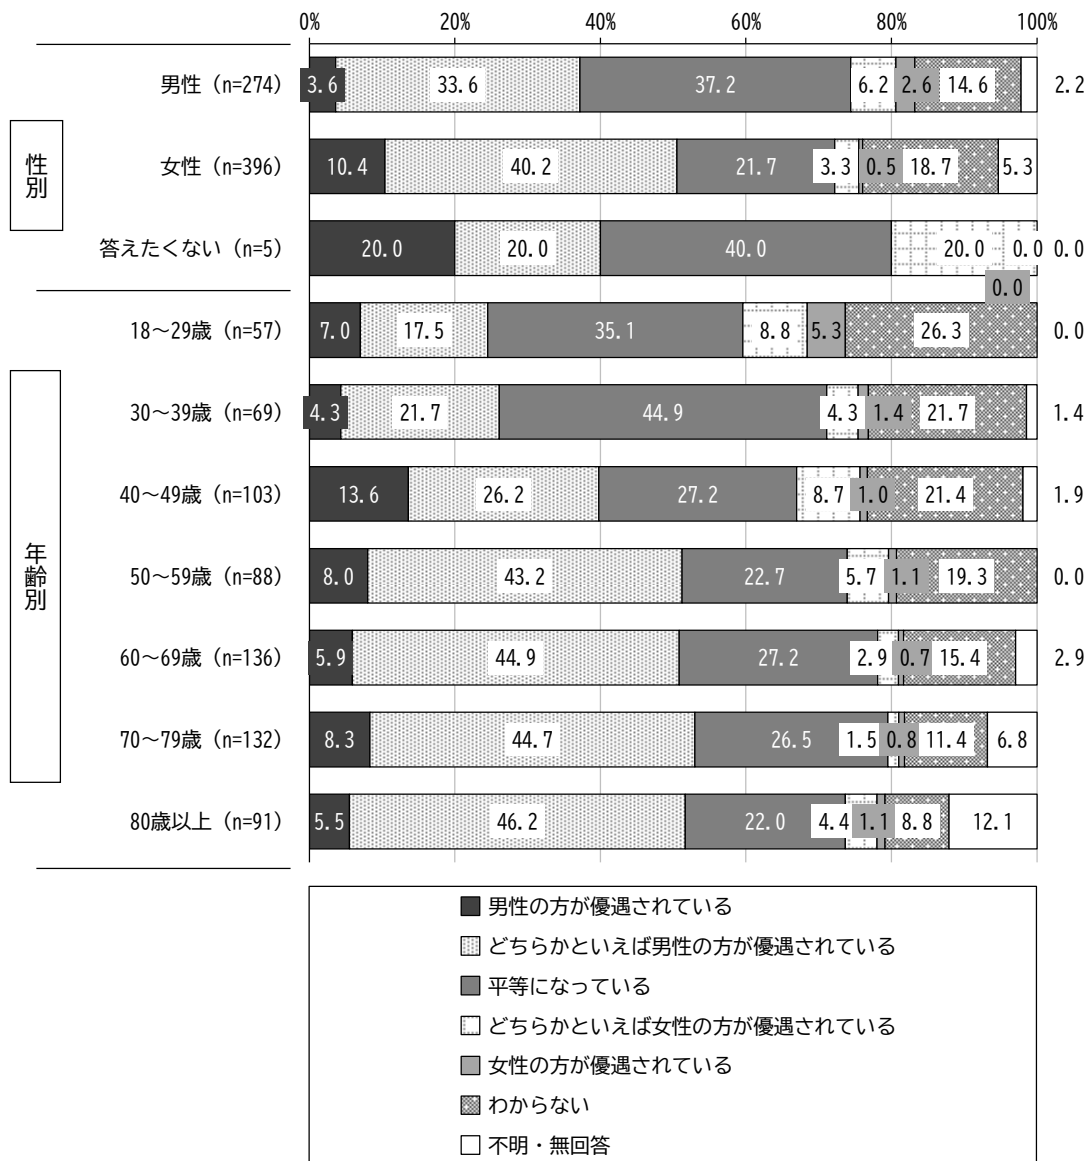 0% 20% 40% 60% 80% 100%
男性（n=274） 3.6 33.6 37.2 6.2 2.6 14.6 2.2
性別
女性（n=396） 10.4 40.2 21.7 3.3 0.5 18.7 5.3
答えたくない（n=5） 20.0 20.0 40.0 20.0 0.0 0.0
0.0
18～29歳（n=57） 7.0 17.5 35.1 8.8 5.3 26.3 0.0
年齢別
30～39歳（n=69） 4.3 21.7 44.9 4.3 1.4 21.7 1.4
40～49歳（n=103） 13.6 26.2 27.2 8.7 1.0 21.4 1.9
50～59歳（n=88） 8.0 43.2 22.7 5.7 1.1 19.3 0.0
60～69歳（n=136） 5.9 44.9 27.2 2.9 0.7 15.4 2.9
70～79歳（n=132） 8.3 44.7 26.5 1.5 0.8 11.4 6.8
80歳以上（n=91） 5.5 46.2 22.0 4.4 1.1 8.8 12.1
男性の方が優遇されている
どちらかといえば男性の方が優遇されている
平等になっている
どちらかといえば女性の方が優遇されている
女性の方が優遇されている
わからない
不明・無回答